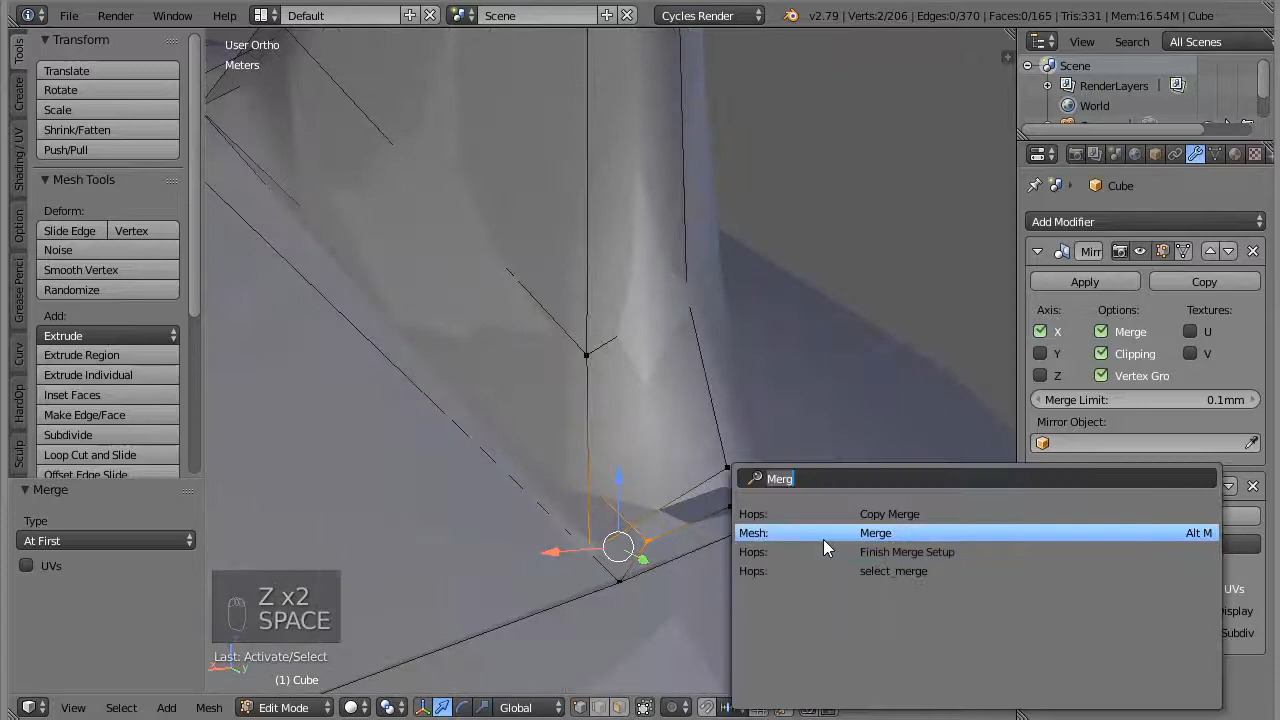 File Render Window Help Default Scene Cycles Render v2.79 | Verts:2/206 | Edges:0/370 | Faces:0/165 | Tris:331 | Mem:16.54M | Cube
Tools
Create
Shading / UV
Option
Grease Penci
Curv
HardOp
Sculp
Transform
Translate
Rotate
Scale
Shrink/Fatten
Push/Pull
Mesh Tools
Deform:
Slide Edge Vertex
Noise
Smooth Vertex
Randomize
Add:
Extrude
Extrude Region
Extrude Individual
Inset Faces
Make Edge/Face
Subdivide
Loop Cut and Slide
Offset Edge Slide
Merge
Type
At First
UVs
User Ortho
Meters
Z x2
SPACE
Last: Activate/Select
(1) Cube
z
x
y
Merg
Hops: Copy Merge
Mesh: Merge Alt M
Hops: Finish Merge Setup
Hops: select_merge
View Search All Scenes
Scene
RenderLayers
World
Cube
Add Modifier
Mirr
Apply Copy
Axis: Options: Textures:
X Merge U
Y Clipping V
Z Vertex Gro
Merge Limit: 0.1mm
Mirror Object:
UVs
Display
Subdiv
View Select Add Mesh Edit Mode Global